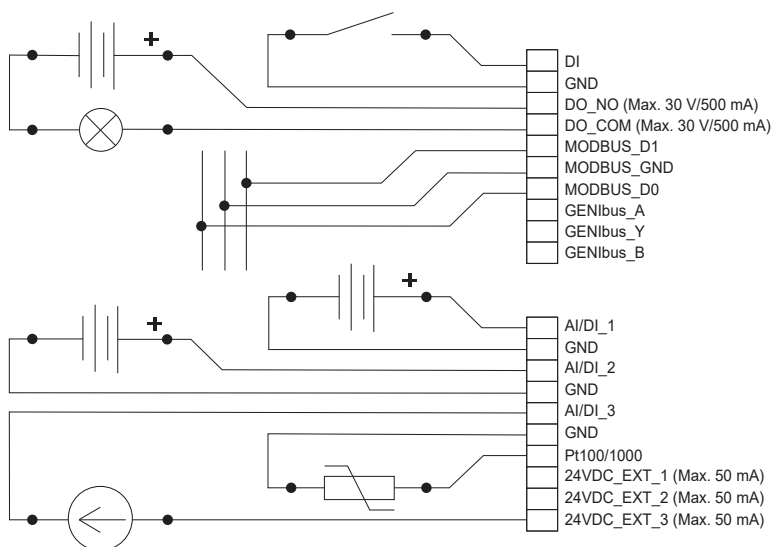 +
DI
GND
DO_NO (Max. 30 V/500 mA)
DO_COM (Max. 30 V/500 mA)
MODBUS_D1
MODBUS_GND
MODBUS_D0
GENIbus_A
GENIbus_Y
GENIbus_B
+
+
AI/DI_1
GND
AI/DI_2
GND
AI/DI_3
GND
Pt100/1000
24VDC_EXT_1 (Max. 50 mA)
24VDC_EXT_2 (Max. 50 mA)
24VDC_EXT_3 (Max. 50 mA)